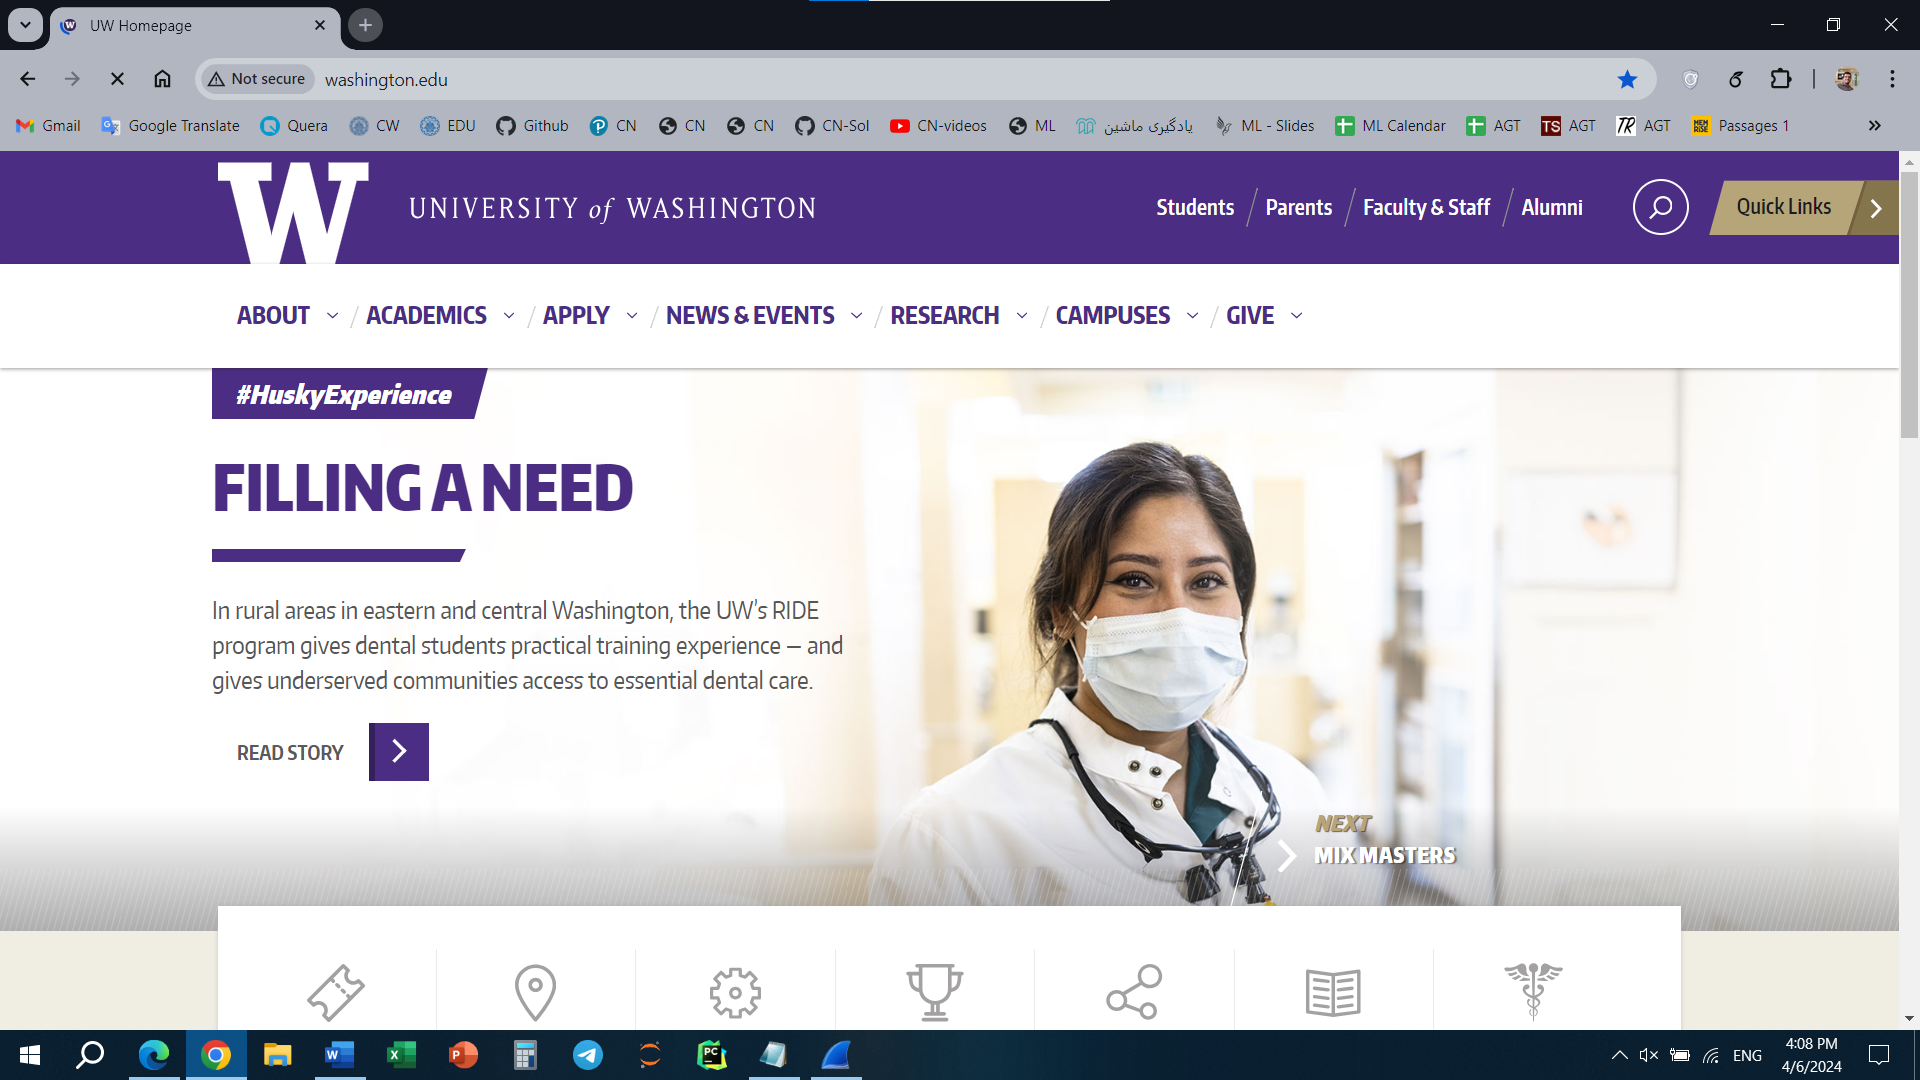 UW Homepage
Not secure washington.edu
Gmail Google Translate Quera CW EDU Github CN CN CN CN-Sol CN-videos ML یادگیری ماشین ML - Slides ML Calendar AGT AGT AGT Passages 1
W UNIVERSITY of WASHINGTON Students Parents Faculty & Staff Alumni Quick Links
ABOUT ACADEMICS APPLY NEWS & EVENTS RESEARCH CAMPUSES GIVE
#HuskyExperience
FILLING A NEED
In rural areas in eastern and central Washington, the UW’s RIDE
program gives dental students practical training experience — and
gives underserved communities access to essential dental care.
READ STORY
NEXT
MIX MASTERS
ENG
4:08 PM
4/6/2024